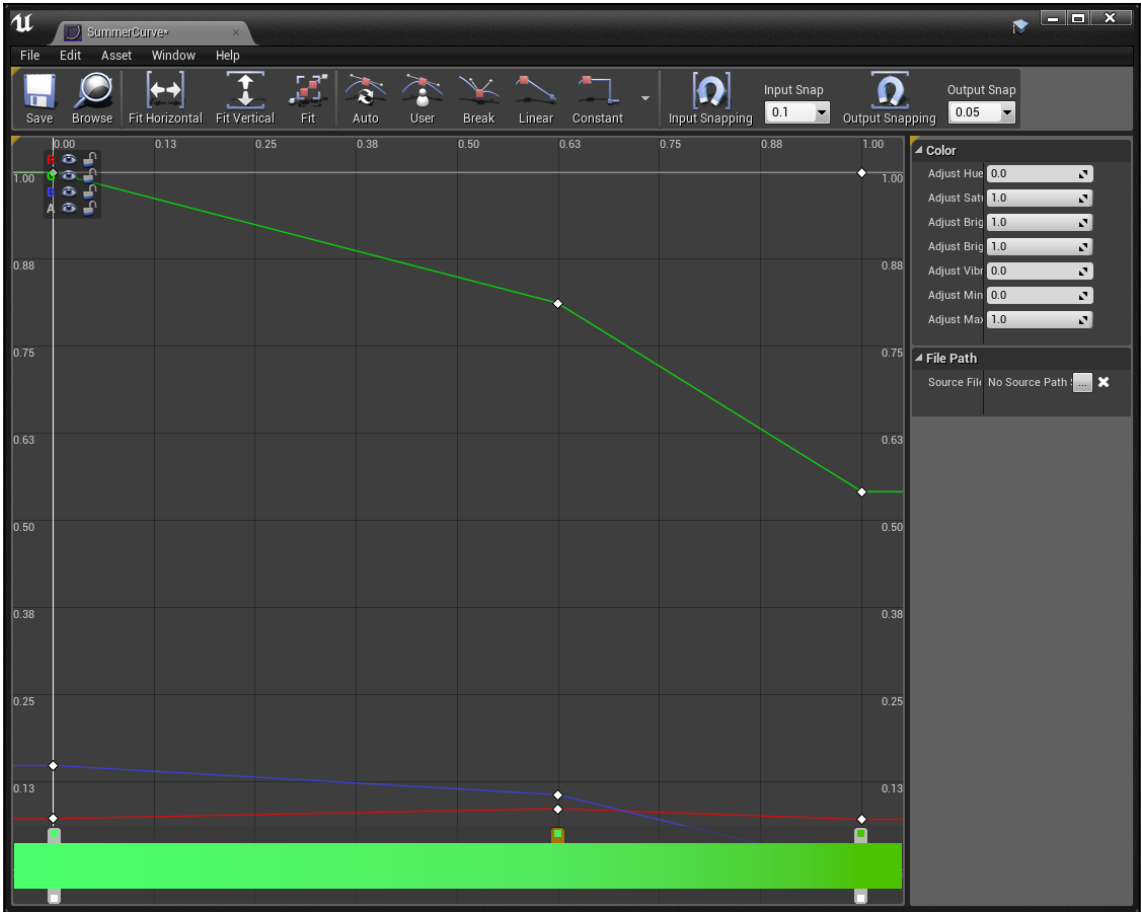 SummerCurve*
File Edit Asset Window Help
Save Browse Fit Horizontal Fit Vertical Fit Auto User Break Linear Constant Input Snapping Input Snap 0.1 Output Snapping Output Snap 0.05
0.00 0.13 0.25 0.38 0.50 0.63 0.75 0.88 1.00
R
G
B
A
1.00 1.00
0.88 0.88
0.75 0.75
0.63 0.63
0.50 0.50
0.38 0.38
0.25 0.25
0.13 0.13
Color
Adjust Hue 0.0
Adjust Sat 1.0
Adjust Brig 1.0
Adjust Brig 1.0
Adjust Vib 0.0
Adjust Min 0.0
Adjust Max 1.0
File Path
Source File No Source Path ...